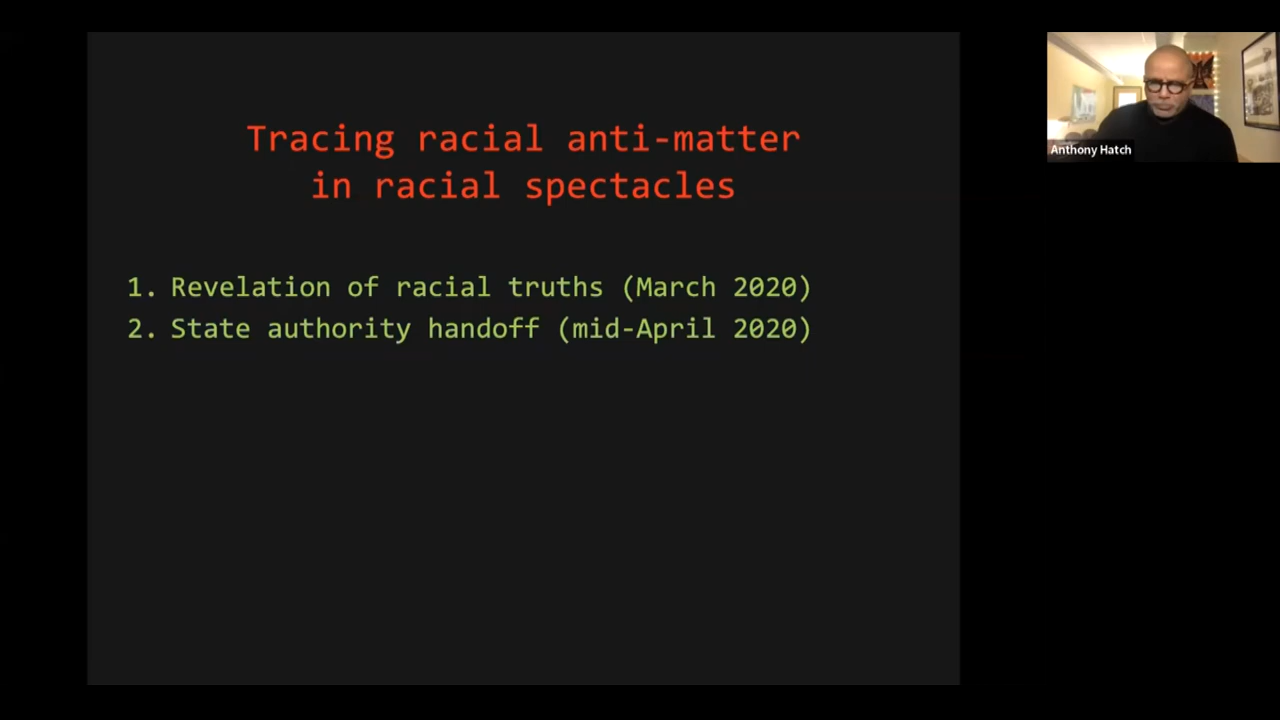 Tracing racial anti-matter
in racial spectacles
1. Revelation of racial truths (March 2020)
2. State authority handoff (mid-April 2020)
Anthony Hatch